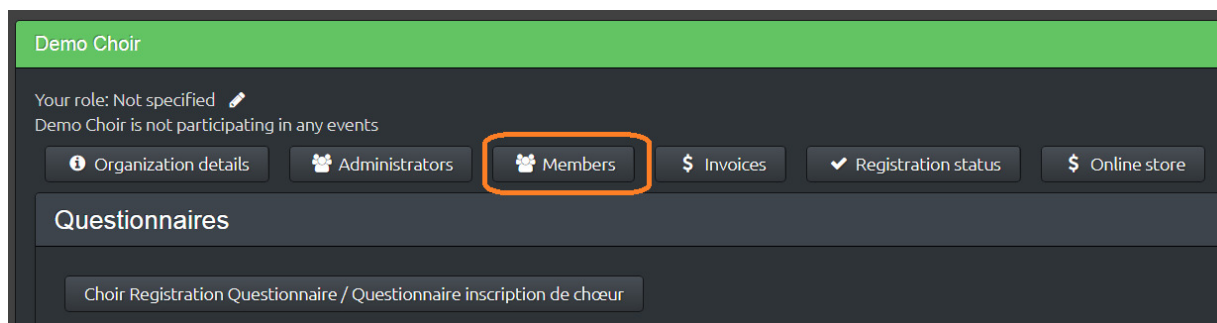 Demo Choir
Your role: Not specified
Demo Choir is not participating in any events
Organization details Administrators Members $ Invoices Registration status $ Online store
Questionnaires
Choir Registration Questionnaire / Questionnaire inscription de chœur